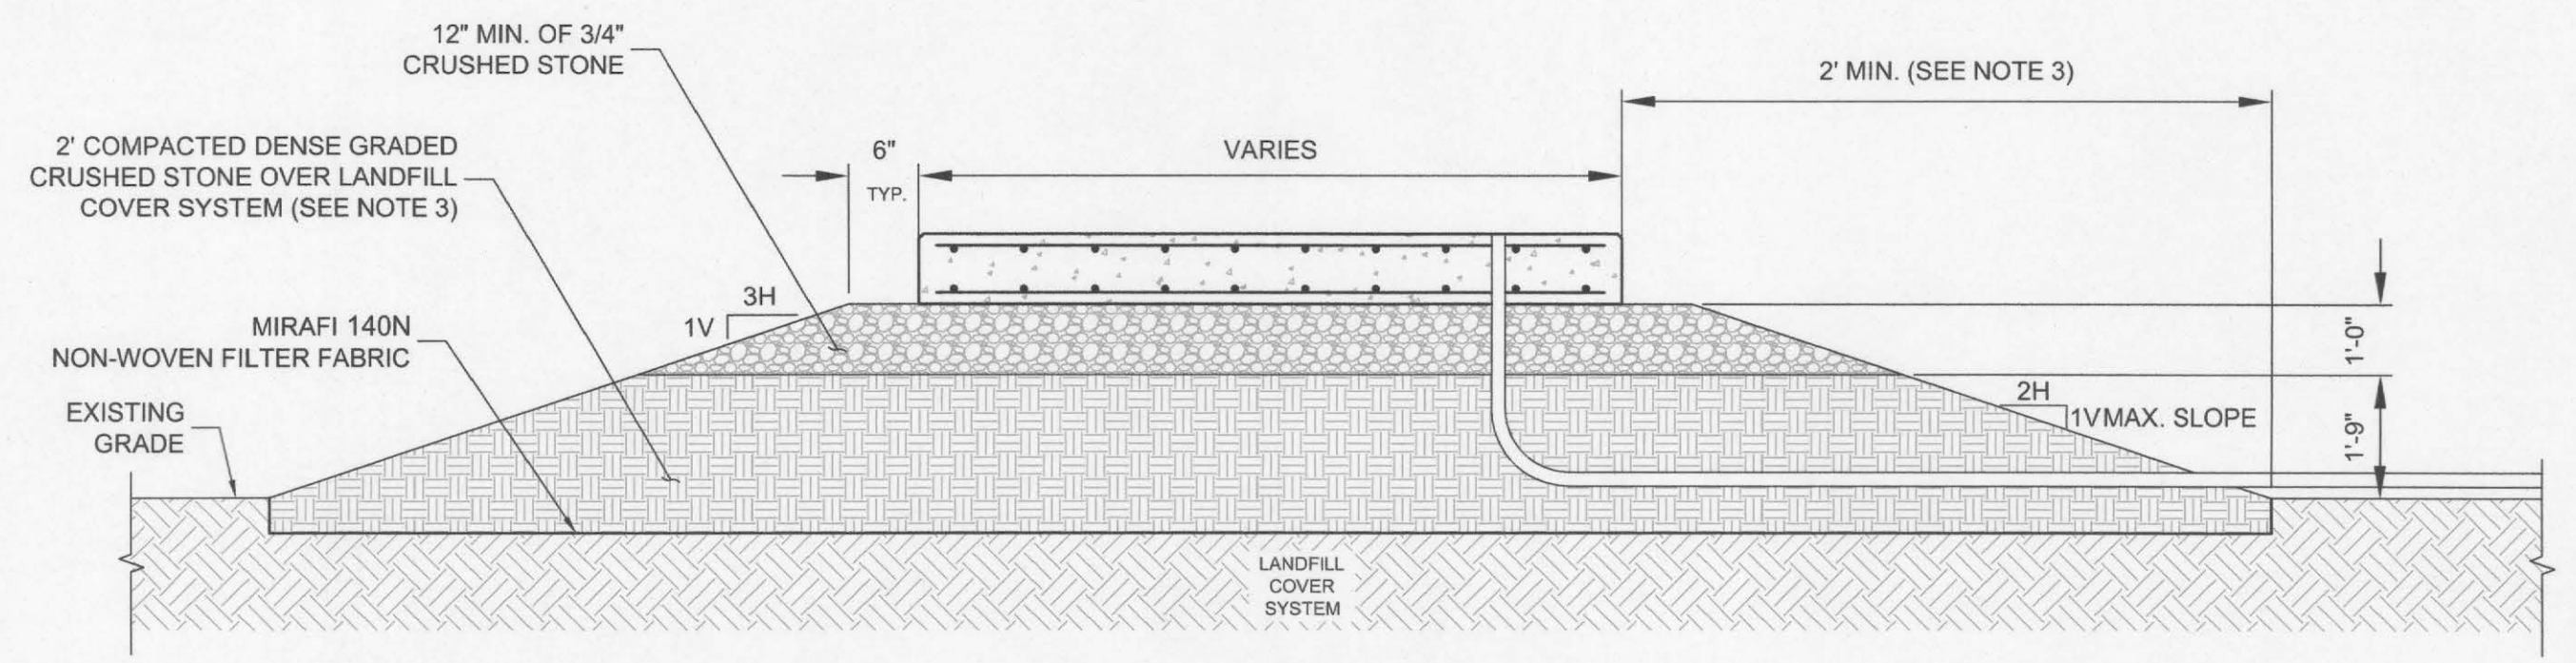 12" MIN. OF 3/4"
CRUSHED STONE
2' COMPACTED DENSE GRADED
CRUSHED STONE OVER LANDFILL
COVER SYSTEM (SEE NOTE 3)
MIRAFI 140N
NON-WOVEN FILTER FABRIC
EXISTING
GRADE
6"
TYP.
VARIES
2' MIN. (SEE NOTE 3)
3H
1V
1'-0"
2H
1V MAX. SLOPE
1'-9"
LANDFILL
COVER
SYSTEM